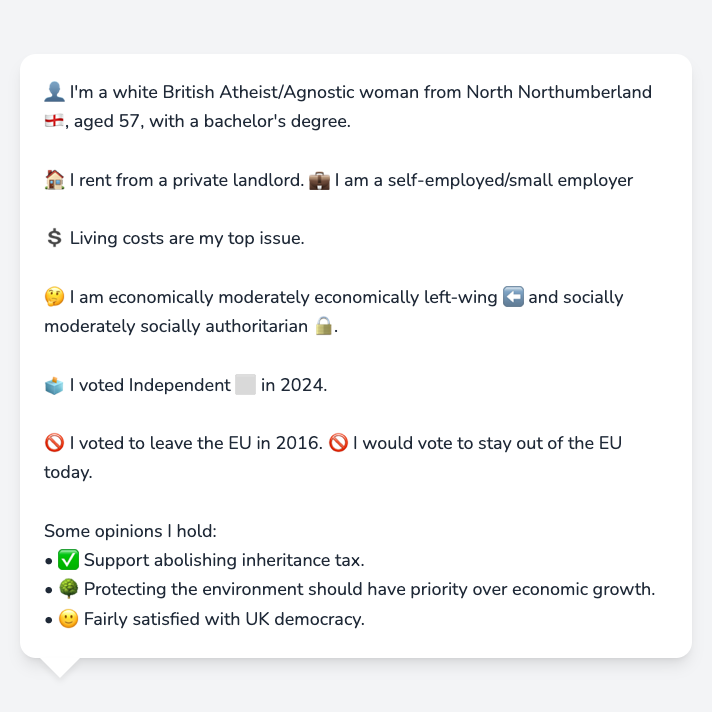 👤 I'm a white British Atheist/Agnostic woman from North Northumberland
🏴󠁧󠁢󠁥󠁮󠁧󠁿, aged 57, with a bachelor's degree.
🏠 I rent from a private landlord. 💼 I am a self-employed/small employer
💲 Living costs are my top issue.
🤔 I am economically moderately economically left-wing ⬅️ and socially
moderately socially authoritarian 🔒.
🗳️ I voted Independent ⬜ in 2024.
🚫 I voted to leave the EU in 2016. 🚫 I would vote to stay out of the EU
today.
Some opinions I hold:
• ✅ Support abolishing inheritance tax.
• 🌳 Protecting the environment should have priority over economic growth.
• 🙂 Fairly satisfied with UK democracy.